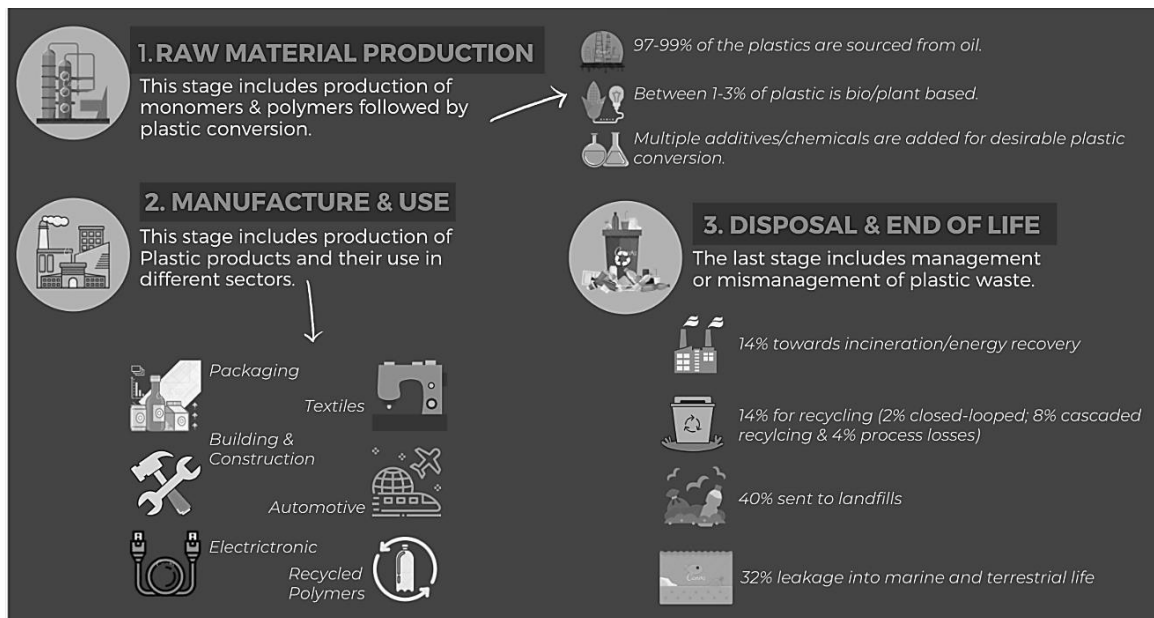 1. RAW MATERIAL PRODUCTION
This stage includes production of
monomers & polymers followed by
plastic conversion.
97-99% of the plastics are sourced from oil.
Between 1-3% of plastic is bio/plant based.
Multiple additives/chemicals are added for desirable plastic
conversion.
2. MANUFACTURE & USE
This stage includes production of
Plastic products and their use in
different sectors.
Packaging
Textiles
Building &
Construction
Automotive
Electrictronic
Recycled
Polymers
3. DISPOSAL & END OF LIFE
The last stage includes management
or mismanagement of plastic waste.
14% towards incineration/energy recovery
14% for recycling (2% closed-looped; 8% cascaded
recylcing & 4% process losses)
40% sent to landfills
32% leakage into marine and terrestrial life